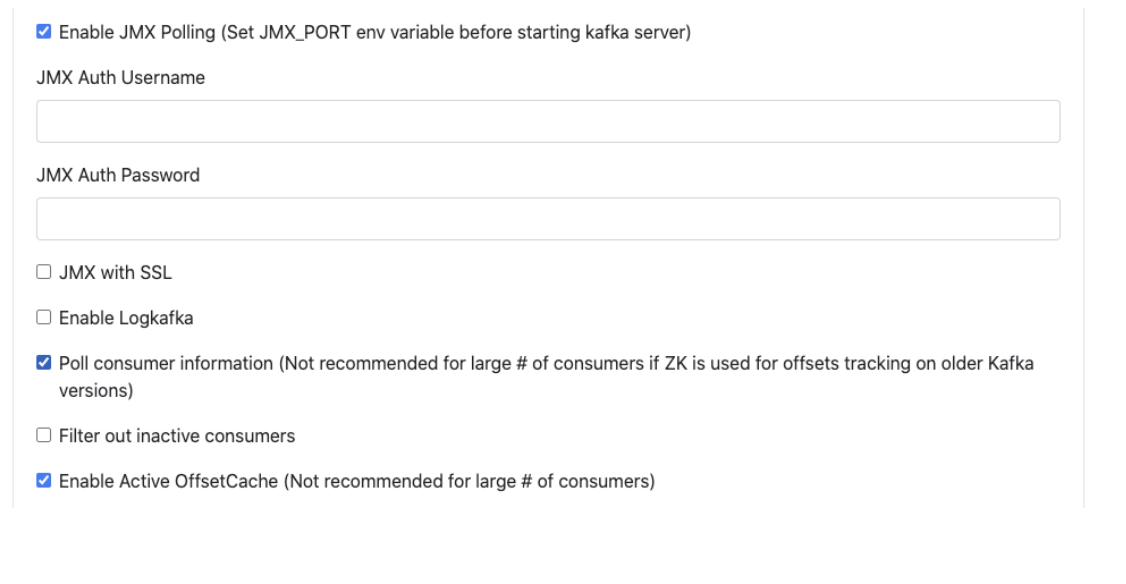 Enable JMX Polling (Set JMX_PORT env variable before starting kafka server)
JMX Auth Username
JMX Auth Password
JMX with SSL
Enable Logkafka
Poll consumer information (Not recommended for large # of consumers if ZK is used for offsets tracking on older Kafka
versions)
Filter out inactive consumers
Enable Active OffsetCache (Not recommended for large # of consumers)